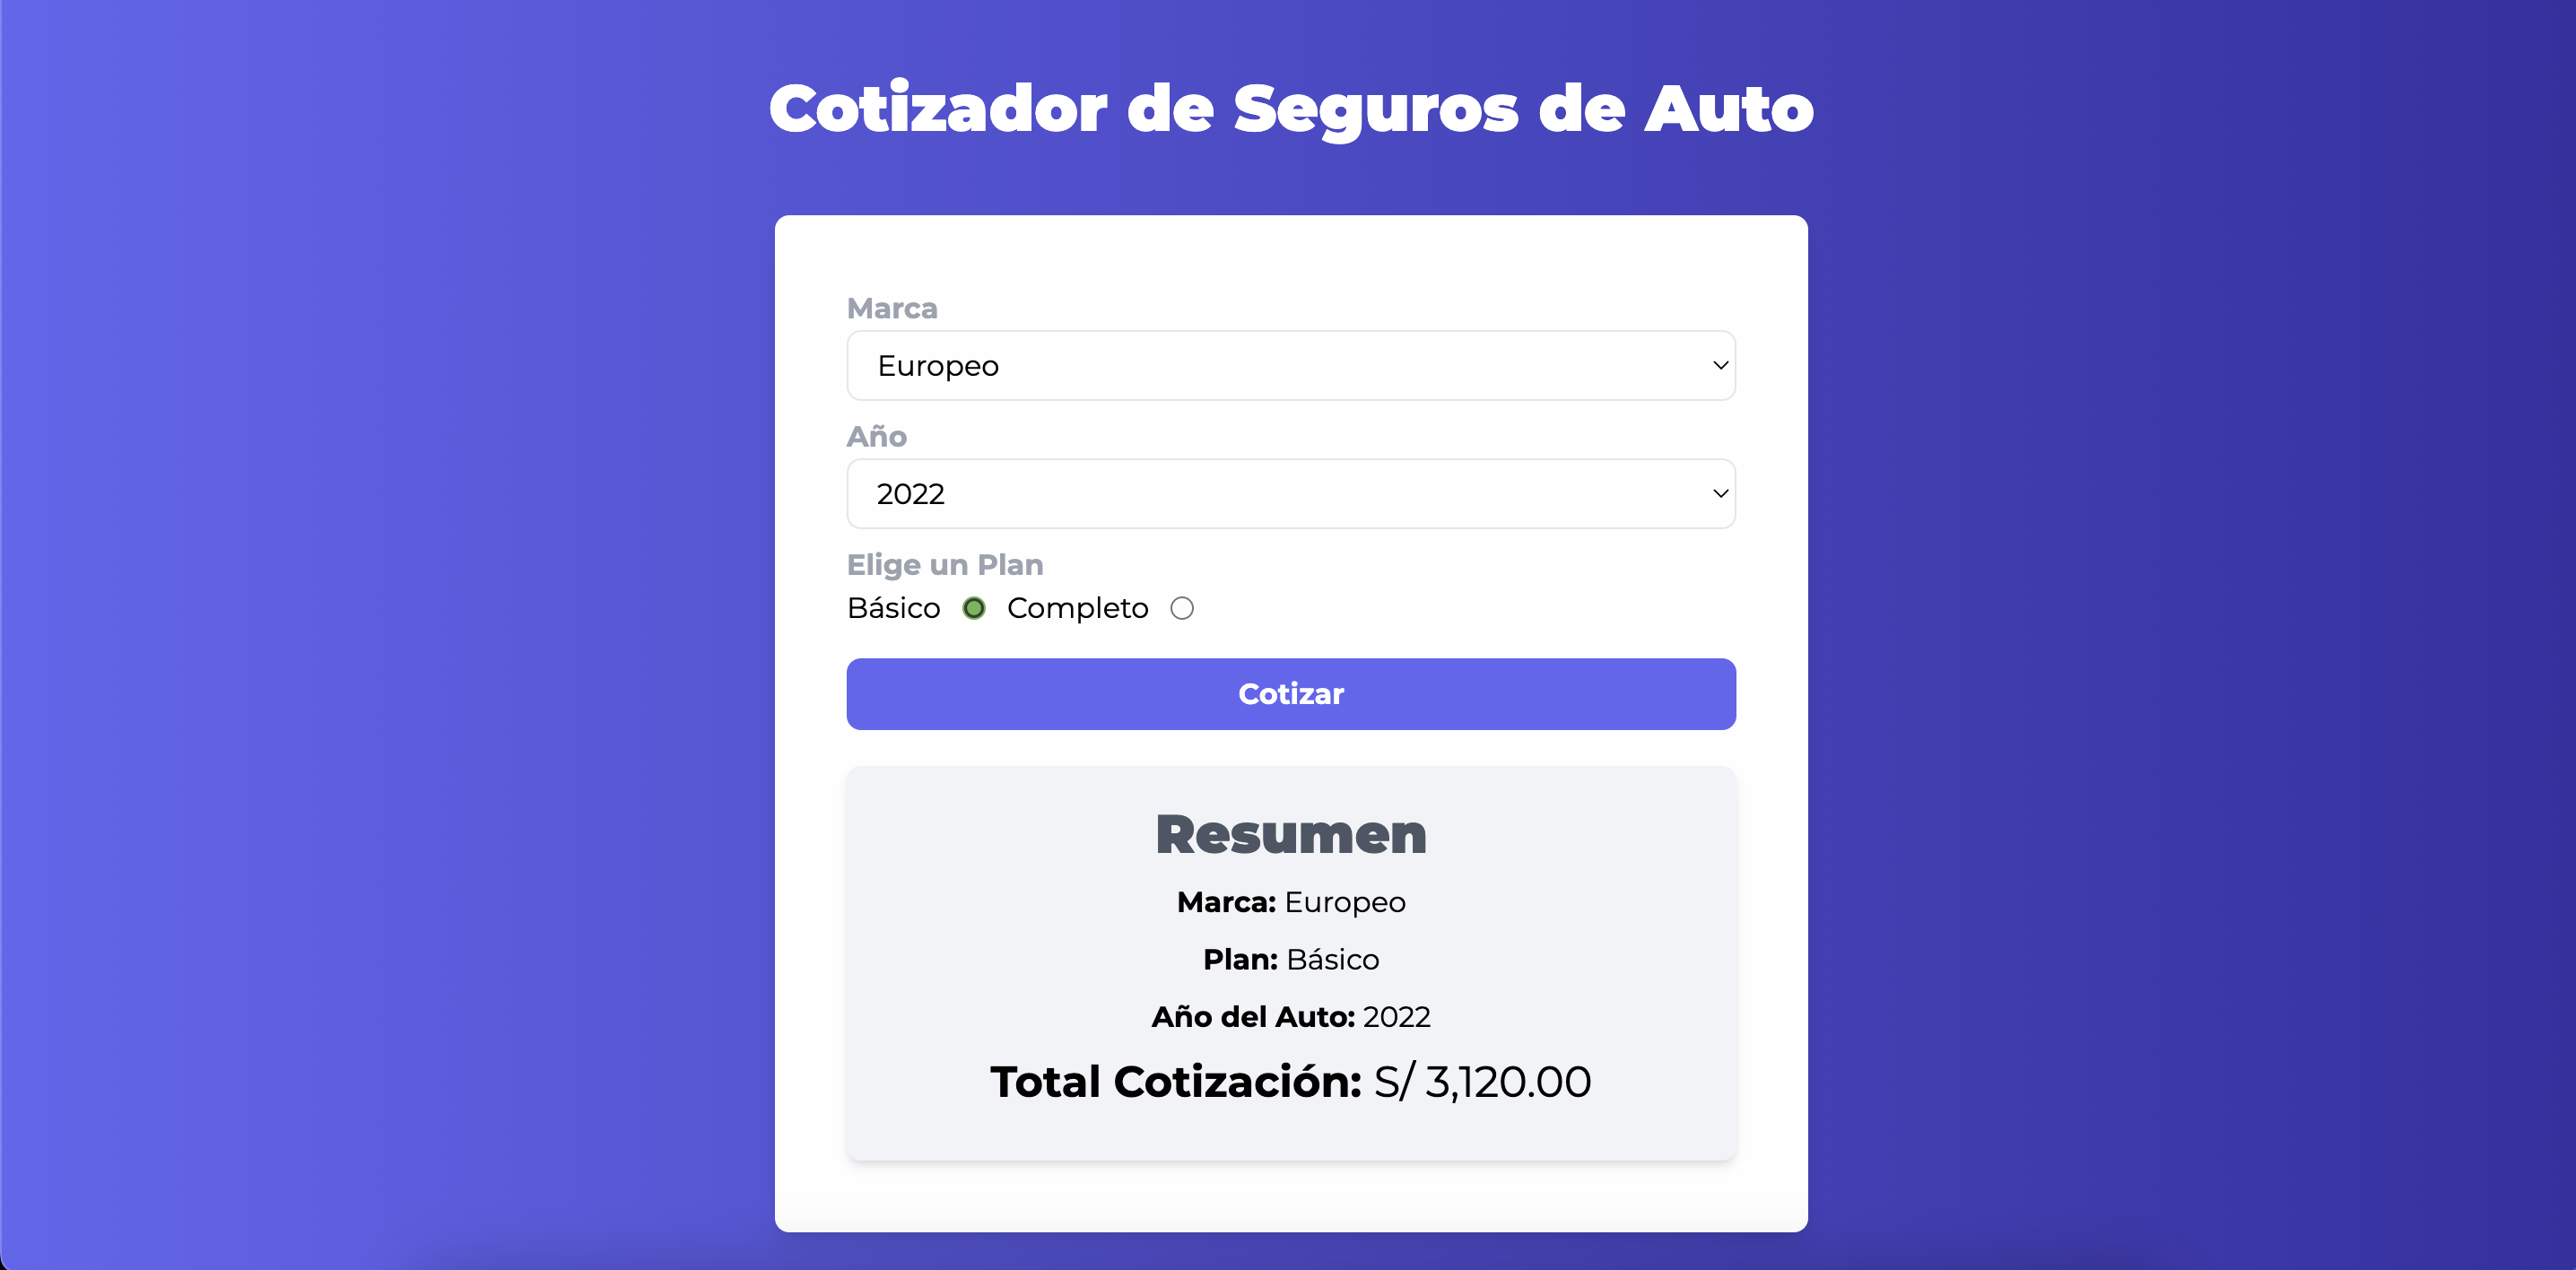 Cotizador de Seguros de Auto
Marca
Europeo
Año
2022
Elige un Plan
Básico Completo
Cotizar
Resumen
Marca: Europeo
Plan: Básico
Año del Auto: 2022
Total Cotización: S/ 3,120.00